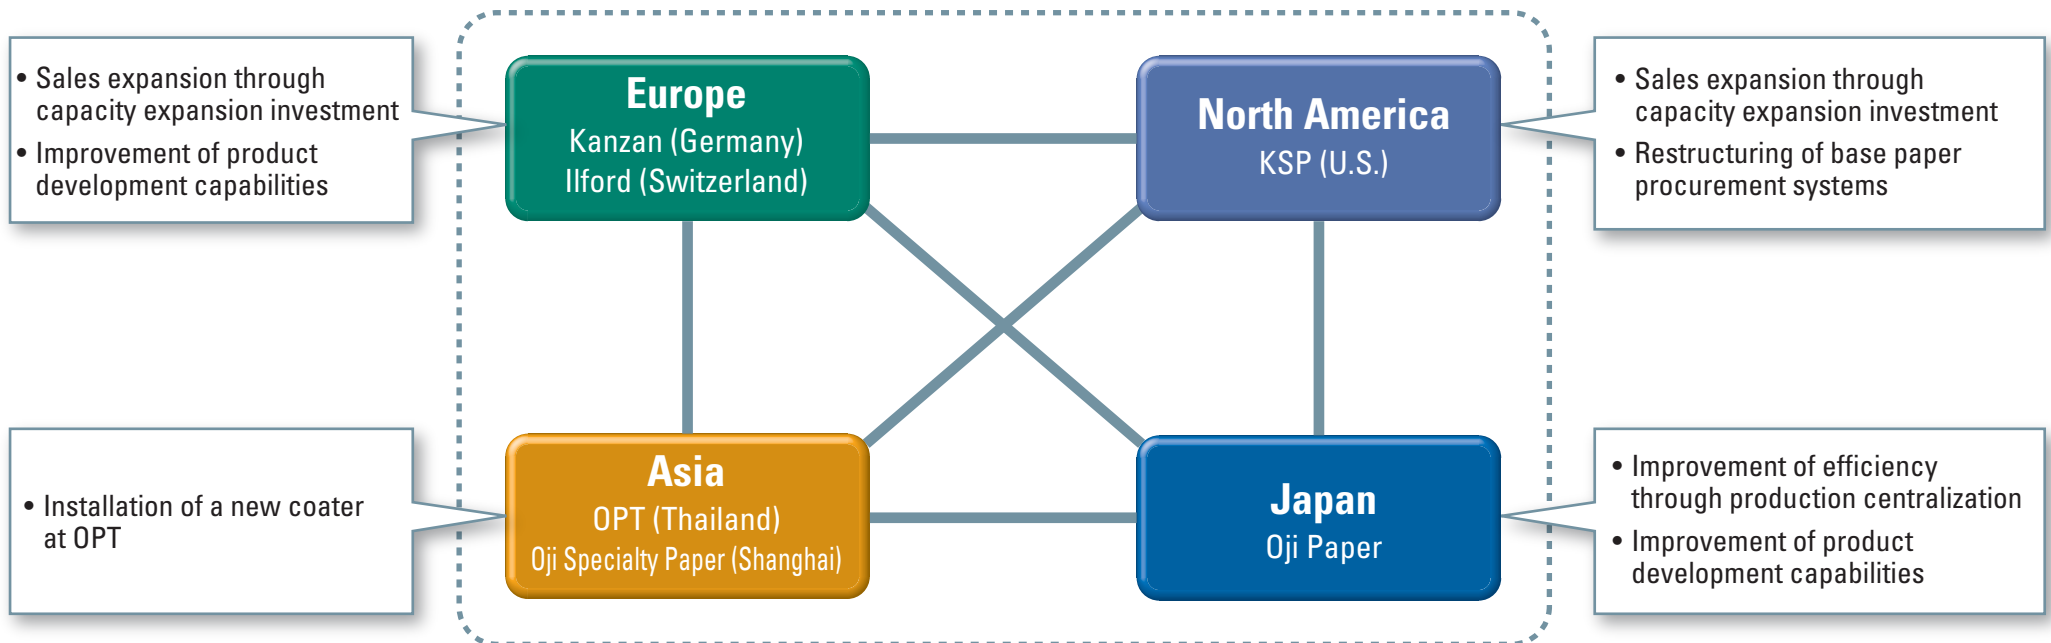 • Sales expansion through
capacity expansion investment
• Improvement of product
development capabilities
Europe
Kanzan (Germany)
Ilford (Switzerland)
North America
KSP (U.S.)
• Sales expansion through
capacity expansion investment
• Restructuring of base paper
procurement systems
• Installation of a new coater
at OPT
Asia
OPT (Thailand)
Oji Specialty Paper (Shanghai)
Japan
Oji Paper
• Improvement of efficiency
through production centralization
• Improvement of product
development capabilities